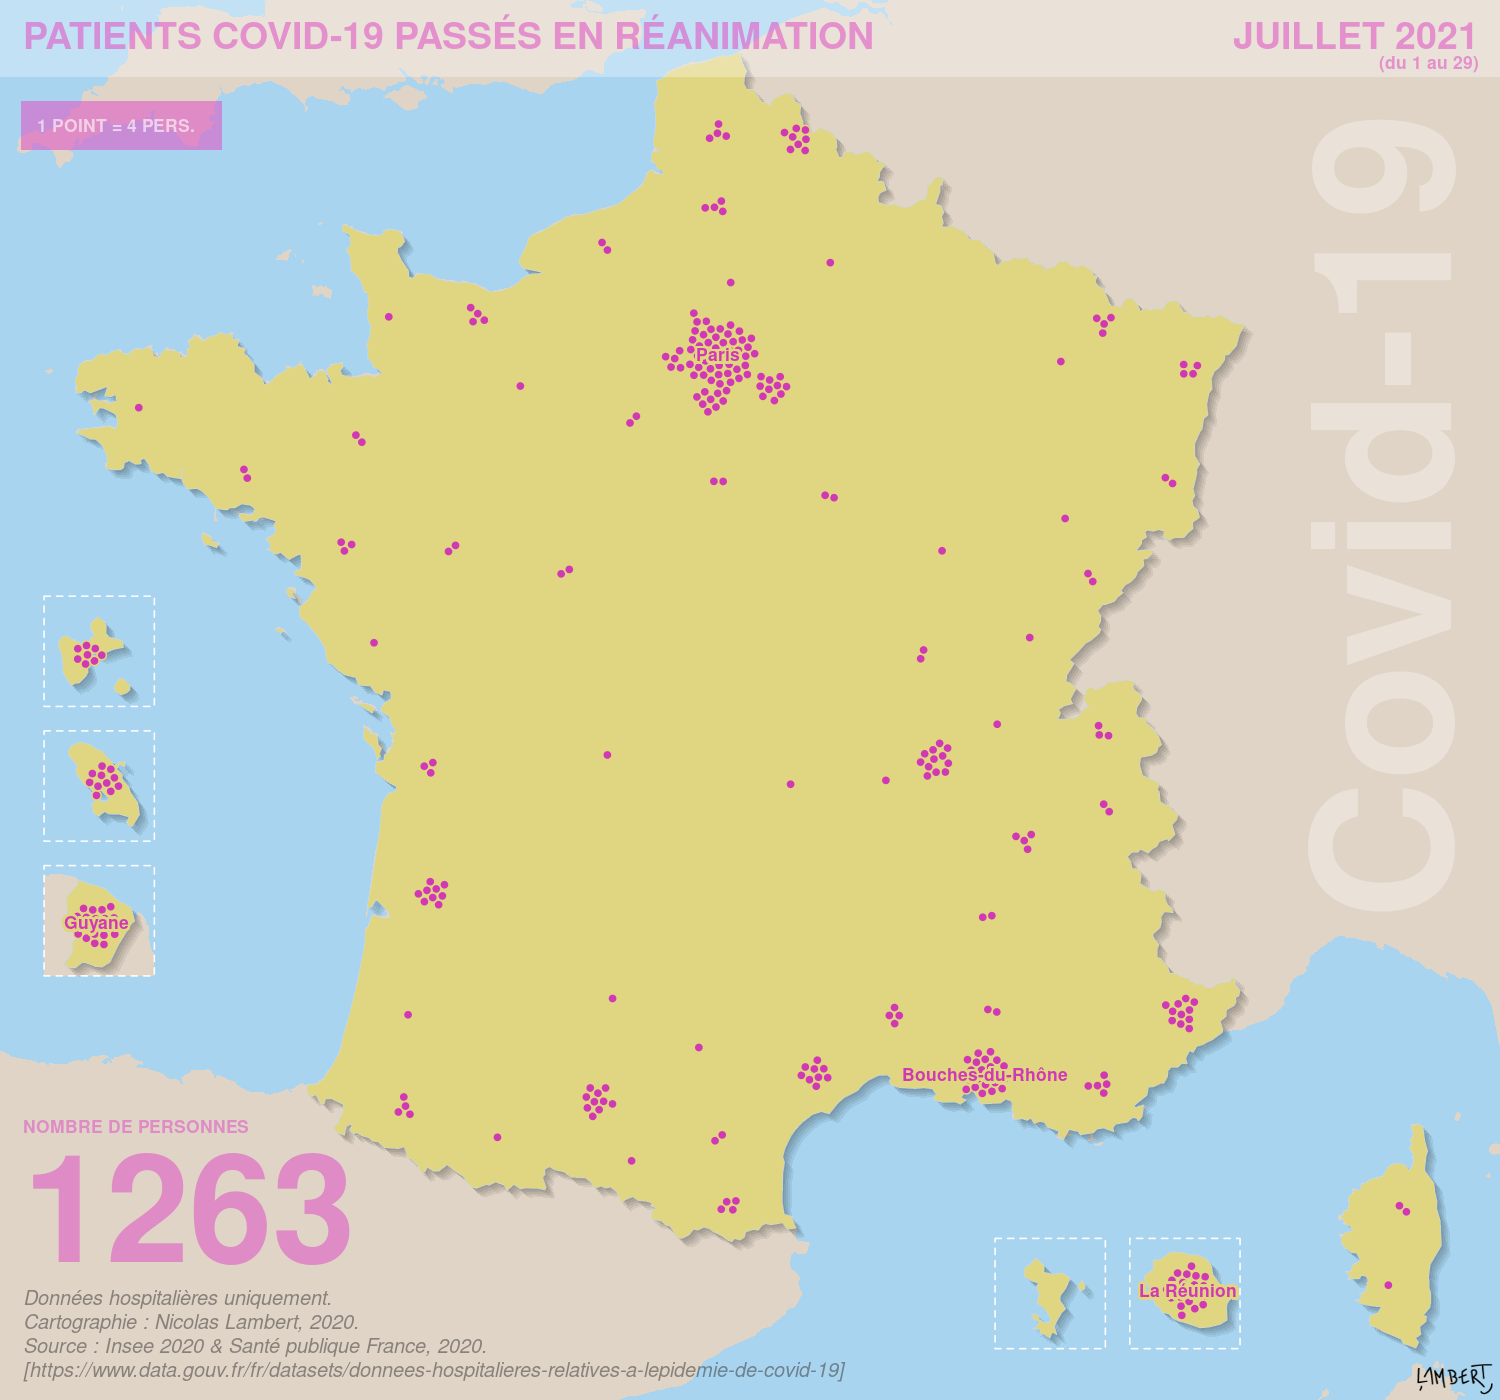 PATIENTS COVID-19 PASSÉS EN RÉANIMATION
JUILLET 2021
(du 1 au 29)
1 POINT = 4 PERS.
Covid-19
Paris
Guyane
Bouches-du-Rhône
La Réunion
NOMBRE DE PERSONNES
1263
Données hospitalières uniquement.
Cartographie : Nicolas Lambert, 2020.
Source : Insee 2020 & Santé publique France, 2020.
[https://www.data.gouv.fr/fr/datasets/donnees-hospitalieres-relatives-a-lepidemie-de-covid-19]
LAMBERT